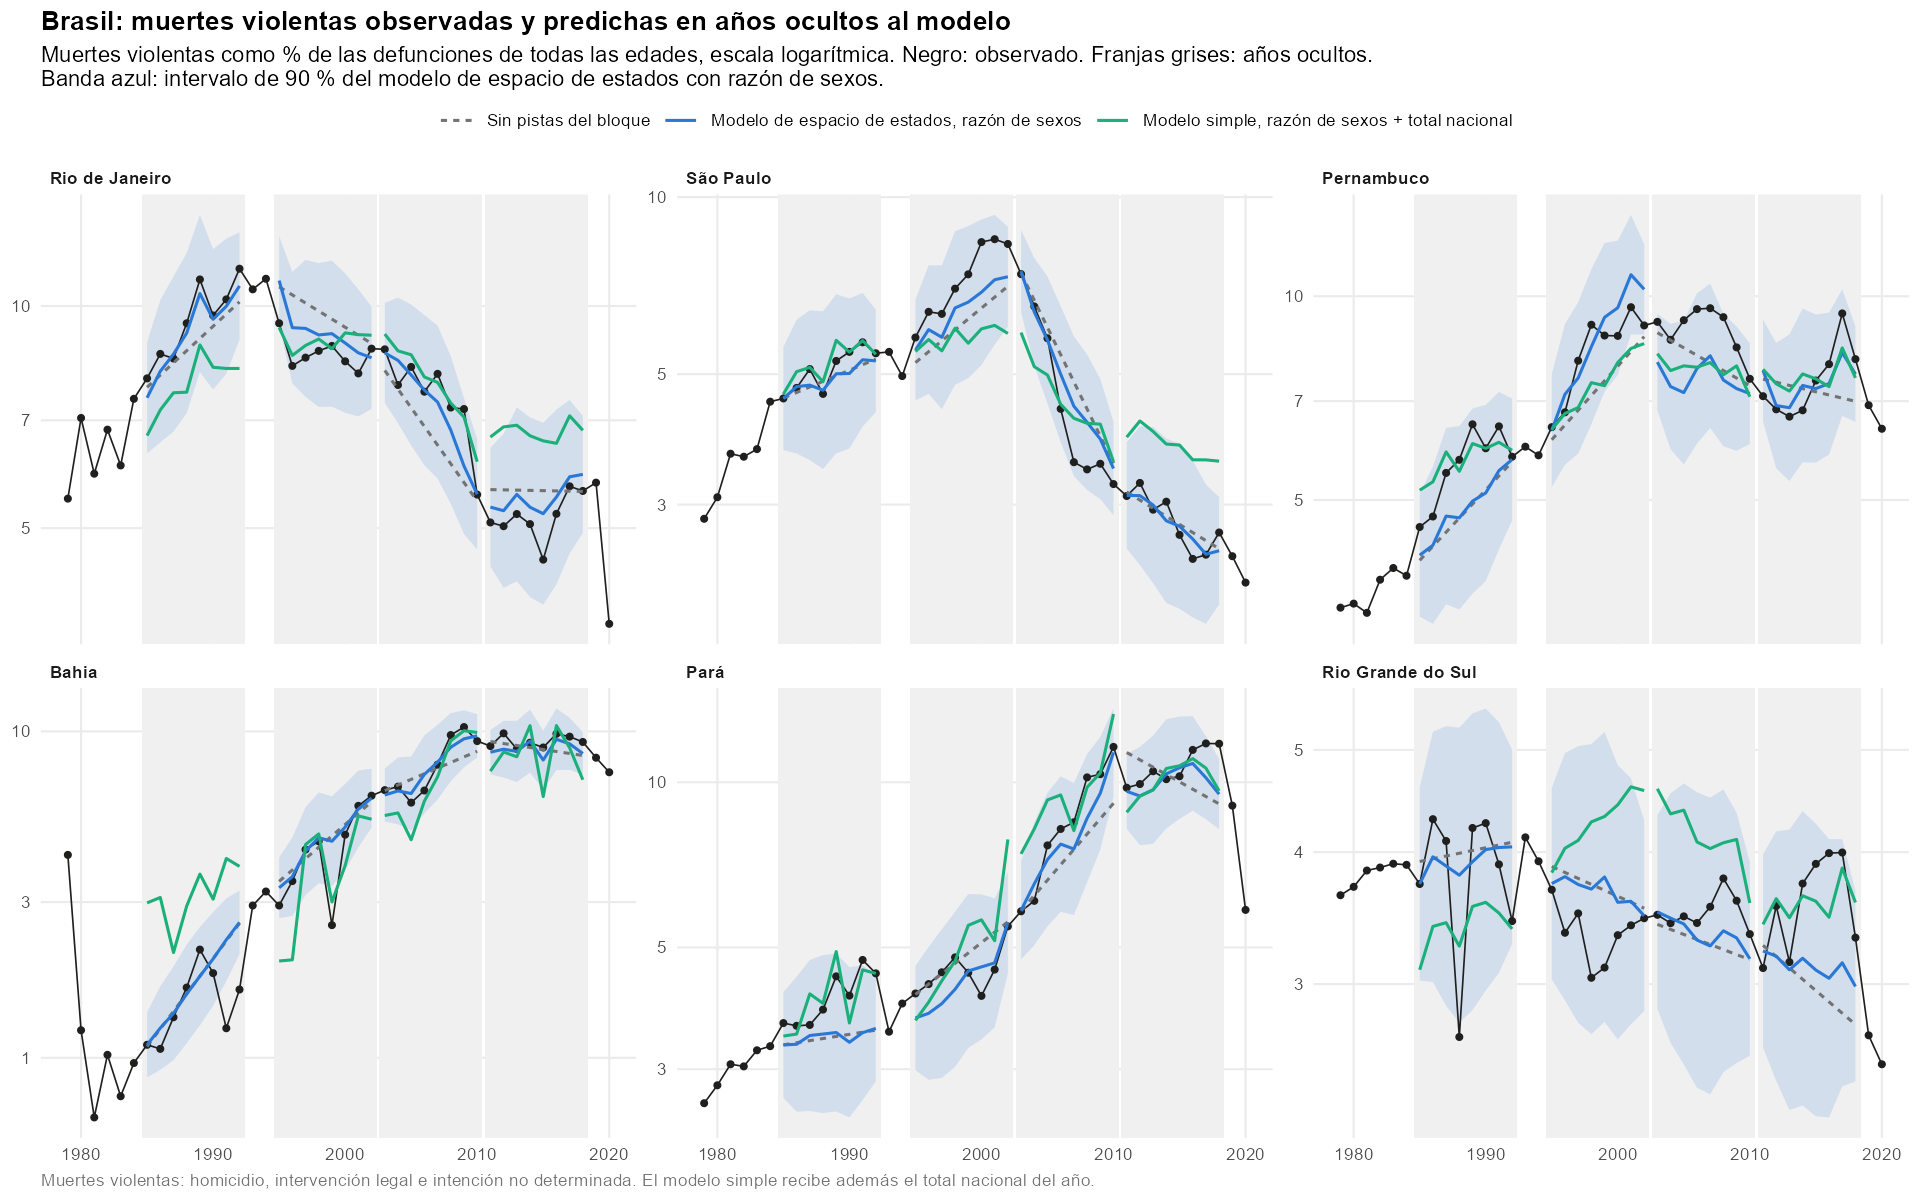 Brasil: muertes violentas observadas y predichas en años ocultos al modelo
Muertes violentas como % de las defunciones de todas las edades, escala logarítmica. Negro: observado. Franjas grises: años ocultos.
Banda azul: intervalo de 90 % del modelo de espacio de estados con razón de sexos.
Sin pistas del bloque Modelo de espacio de estados, razón de sexos Modelo simple, razón de sexos + total nacional
Rio de Janeiro São Paulo Pernambuco
10
7
5
10
5
3
10
7
5
Bahia Pará Rio Grande do Sul
10
3
1
10
5
3
5
4
3
1980 1990 2000 2010 2020 1980 1990 2000 2010 2020 1980 1990 2000 2010 2020
Muertes violentas: homicidio, intervención legal e intención no determinada. El modelo simple recibe además el total nacional del año.